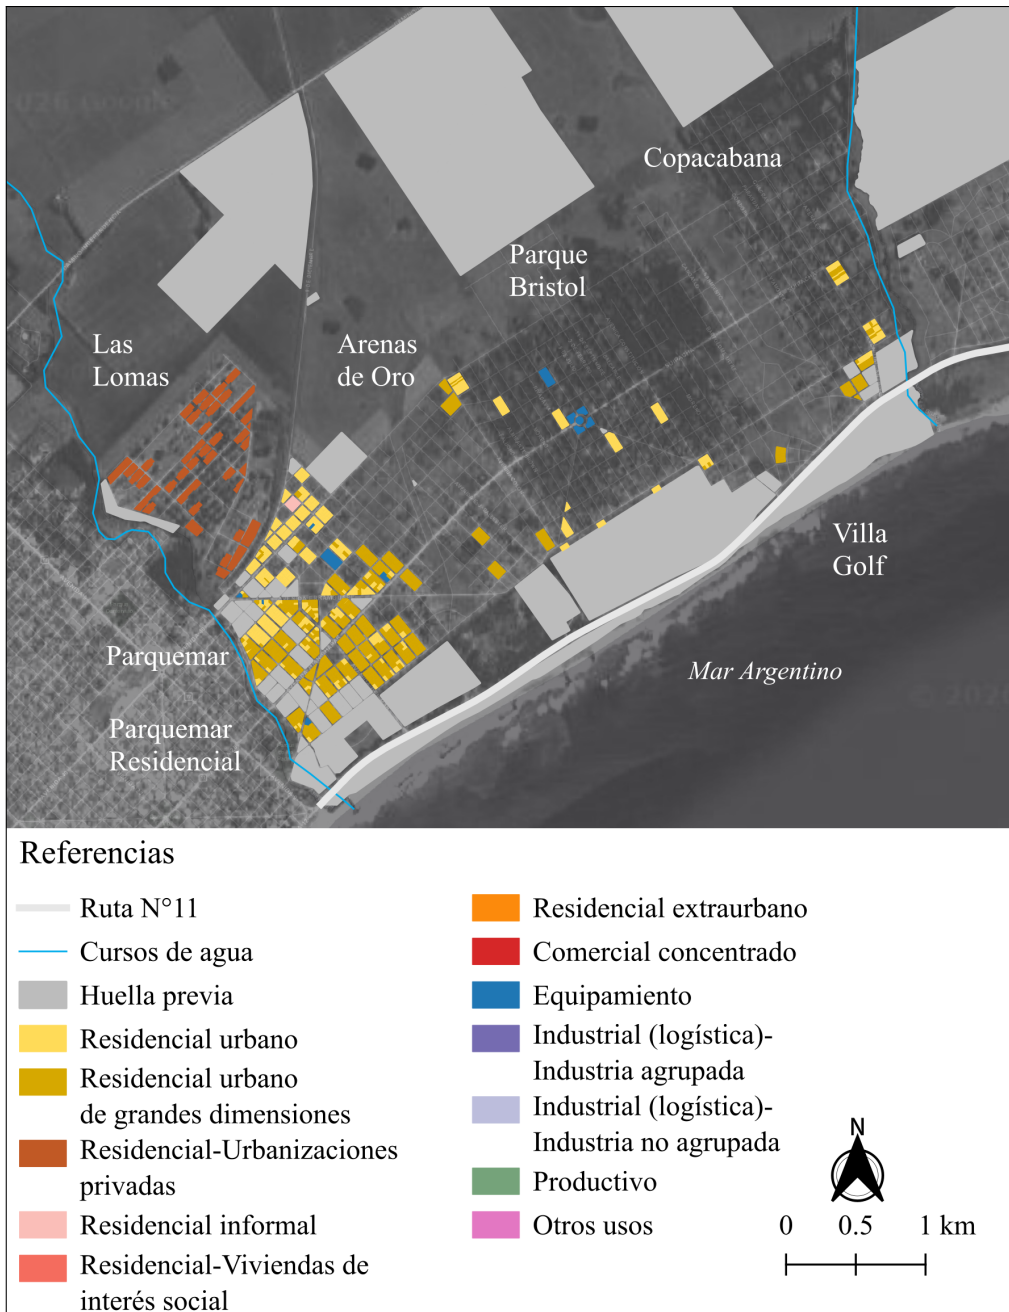 Copacabana
Parque
Bristol
Las
Lomas
Arenas
de Oro
Villa
Golf
Parquemar
Mar Argentino
Parquemar
Residencial
Referencias
Ruta N°11
Cursos de agua
Huella previa
Residencial urbano
Residencial urbano
de grandes dimensiones
Residencial-Urbanizaciones
privadas
Residencial informal
Residencial-Viviendas de
interés social
Residencial extraurbano
Comercial concentrado
Equipamiento
Industrial (logística)-
Industria agrupada
Industrial (logística)-
Industria no agrupada
Productivo
Otros usos
N
0 0.5 1 km